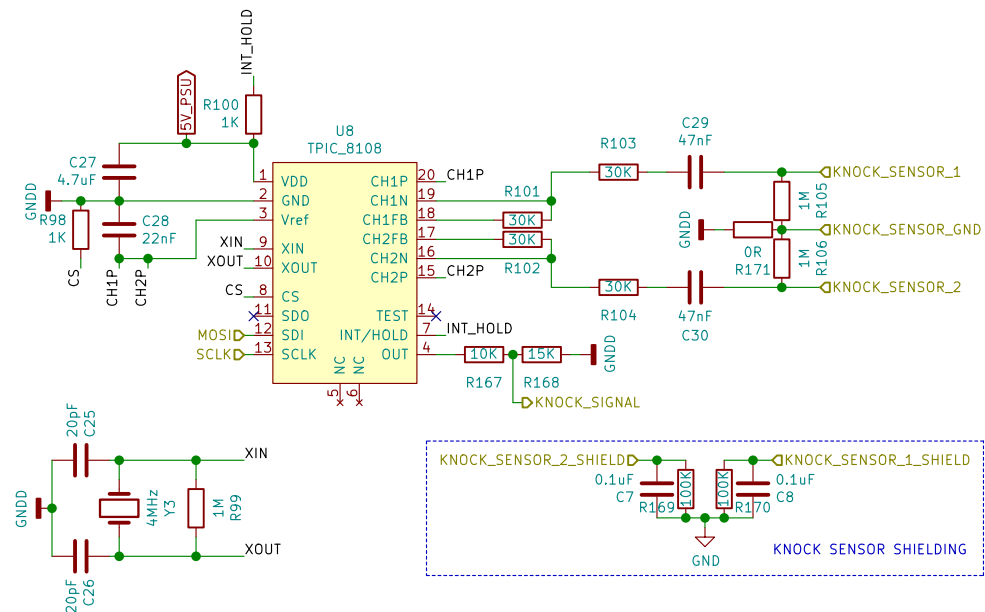 INT_HOLD
5V_PSU
R100
1K
C27
4.7uF
GNDD
R98
1K
C28
22nF
CS
CH1P
CH2P
U8
TPIC_8108
1 VDD
2 GND
3 Vref
XIN 9 XIN
XOUT 10 XOUT
CS 8 CS
11 SDO
MOSI 12 SDI
SCLK 13 SCLK
CH1P 20 CH1P
CH1N 19
CH1FB 18
CH2FB 17
CH2N 16
CH2P 15 CH2P
TEST 14
INT/HOLD 7 INT_HOLD
OUT 4
NC 5
NC 6
R101
30K
30K
R102
R103
30K
C29
47nF
KNOCK_SENSOR_1
1M
R105
GNDD
0R
R171
KNOCK_SENSOR_GND
1M
R106
KNOCK_SENSOR_2
30K
R104
47nF
C30
10K
R167
15K
R168
GNDD
KNOCK_SIGNAL
20pF
C25
XIN
GNDD
4MHz
Y3
1M
R99
XOUT
20pF
C26
KNOCK_SENSOR_2_SHIELD
KNOCK_SENSOR_1_SHIELD
0.1uF
C7
100K
R169
100K
R170
0.1uF
C8
GND
KNOCK SENSOR SHIELDING